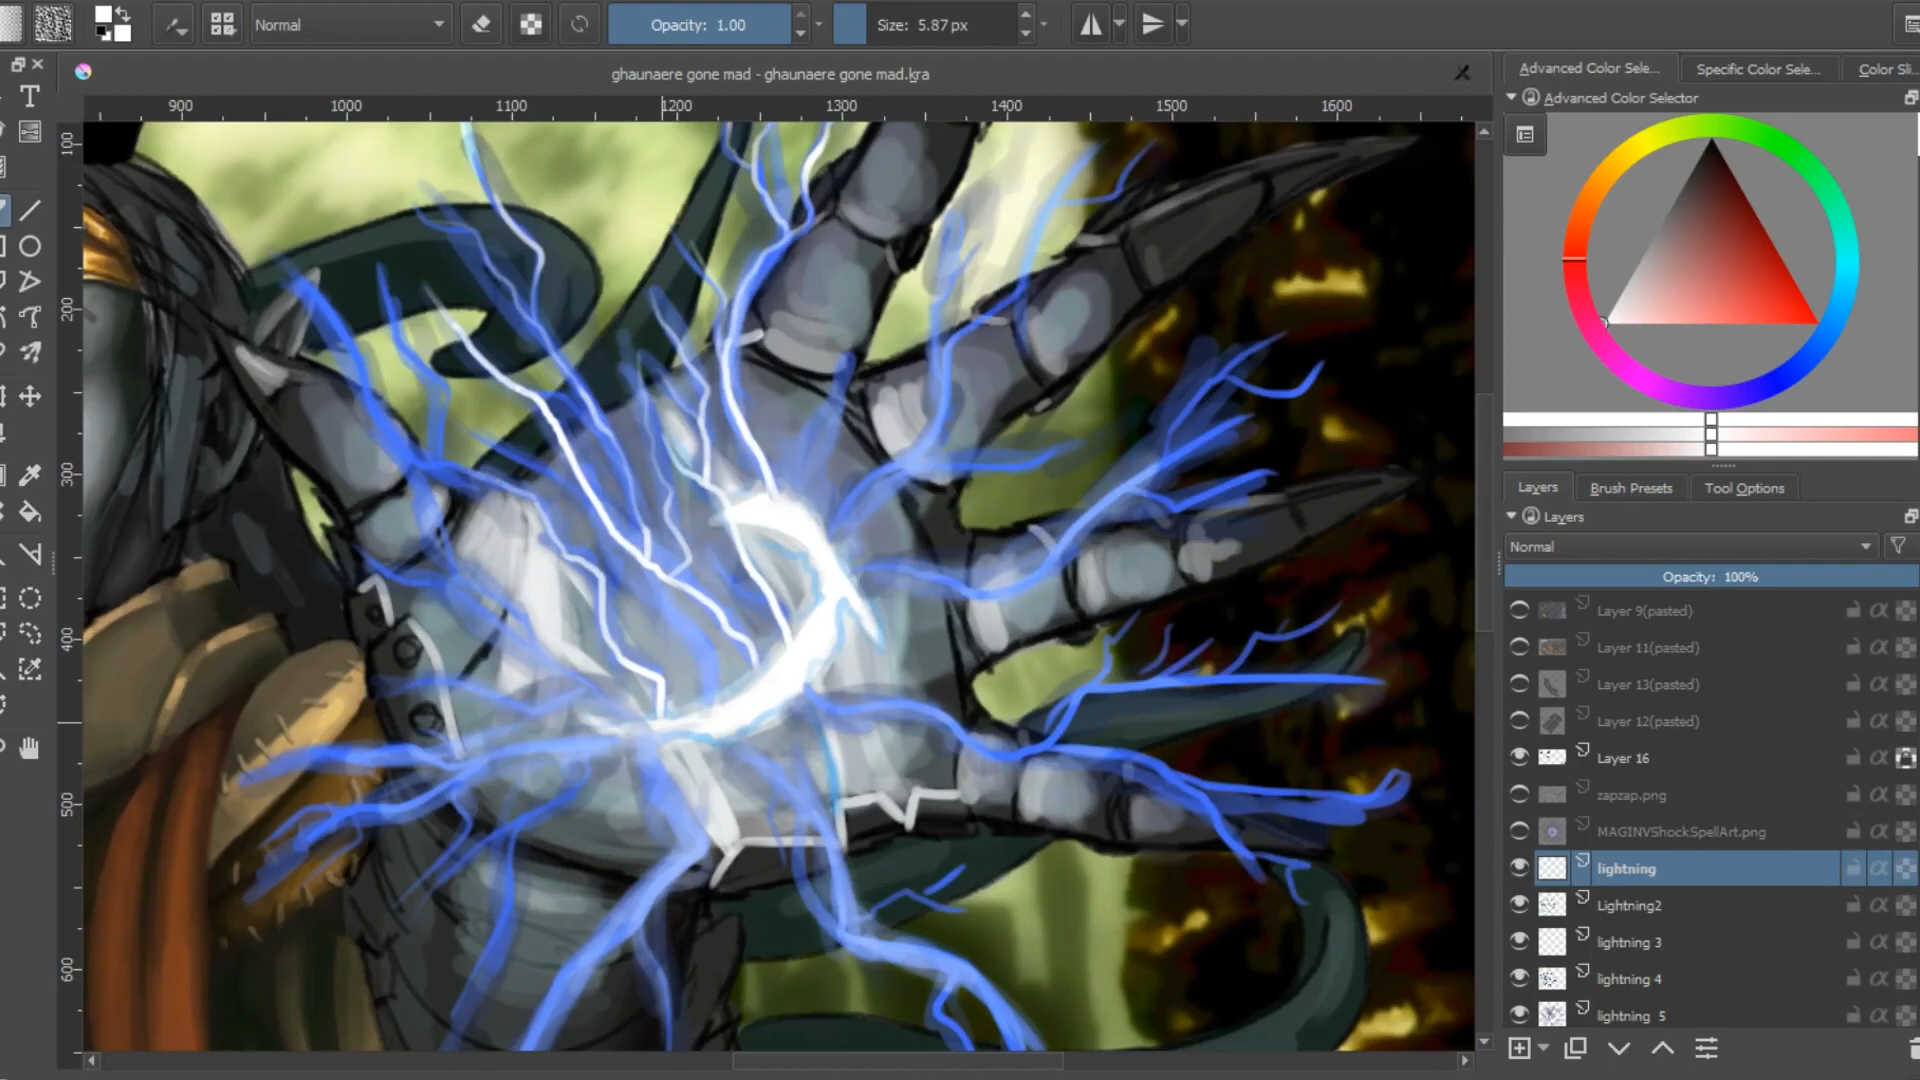 Normal
Opacity: 1.00
Size: 5.87 px
ghaunaere gone mad - ghaunaere gone mad.kra
Advanced Color Sele...
Specific Color Sele...
Color Sli...
Advanced Color Selector
900 1000 1100 1200 1300 1400 1500 1600
100
200
300
400
500
600
Layers
Brush Presets
Tool Options
Layers
Normal
Opacity: 100%
Layer 9(pasted)
Layer 11(pasted)
Layer 13(pasted)
Layer 12(pasted)
Layer 16
zapzap.png
MAGINVShockSpellArt.png
lightning
Lightning2
lightning 3
lightning 4
lightning 5